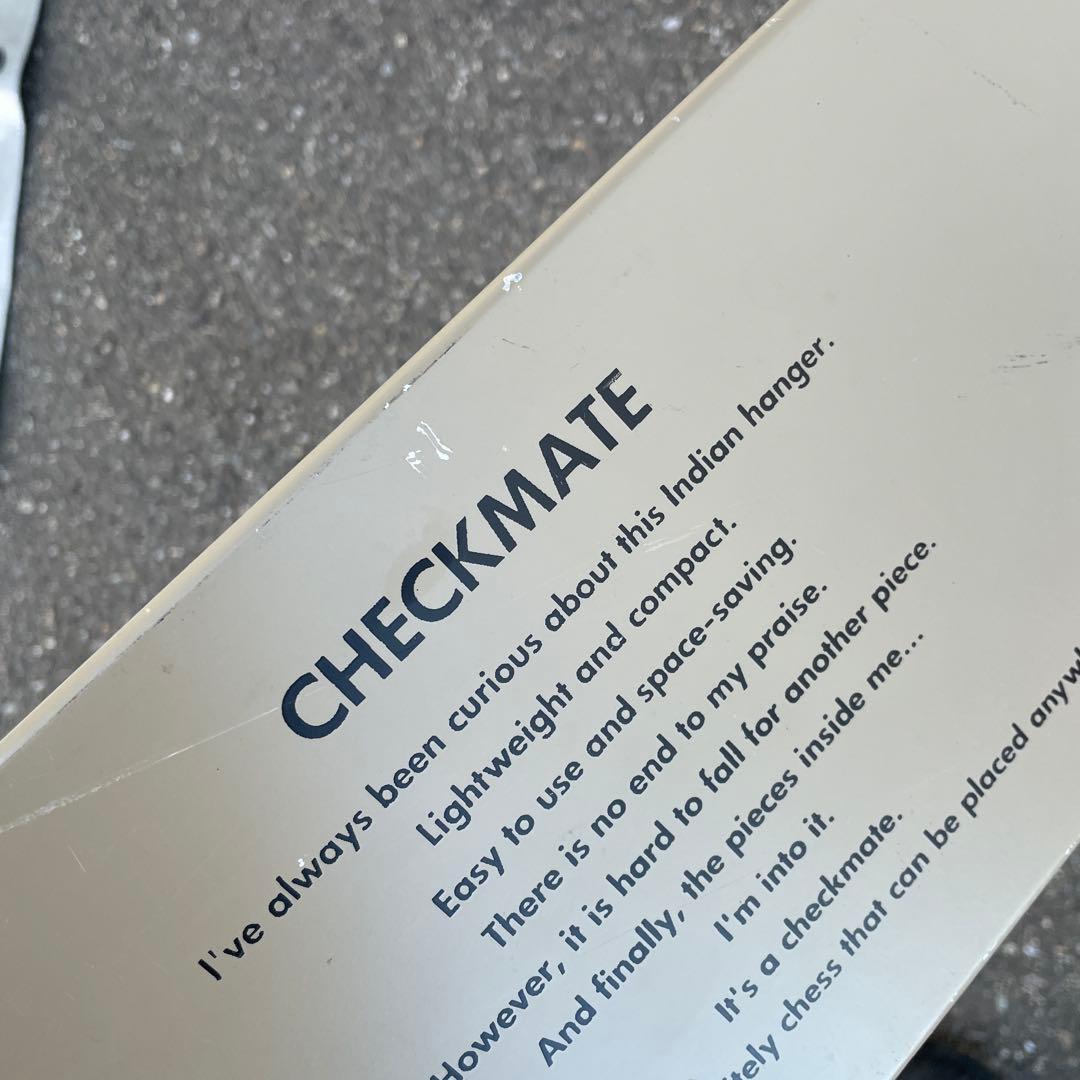 CHECKMATE
I've always been curious about this Indian hanger.
Lightweight and compact.
Easy to use and space-saving.
There is no end to my praise.
However, it is hard to fall for another piece.
And finally, the pieces inside me...
I'm into it.
It's a checkmate.
chess that can be placed